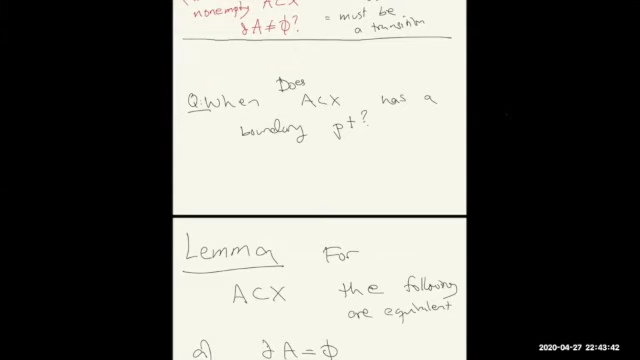 nonempty A⊂X
∂A ≠ ∅? = must be
a transition
Does
Q: When A⊂X has a
boundary pt?
Lemma For
A⊂X the following
are equivalent
a) ∂A = ∅
2020-04-27 22:43:42